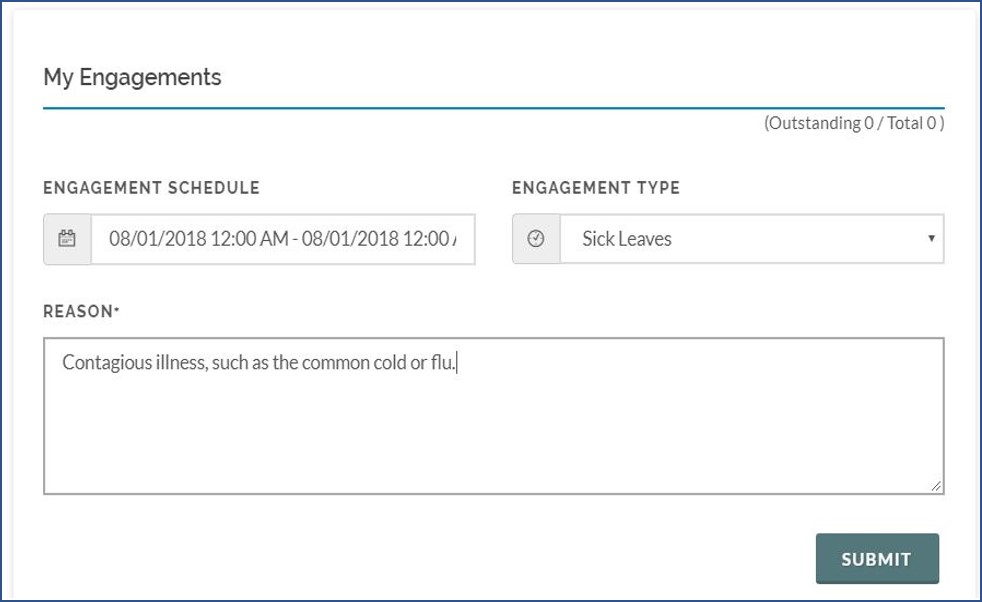 My Engagements
(Outstanding 0 / Total 0 )
ENGAGEMENT SCHEDULE
ENGAGEMENT TYPE
08/01/2018 12:00 AM - 08/01/2018 12:00
Sick Leaves
REASON*
Contagious illness, such as the common cold or flu.
SUBMIT